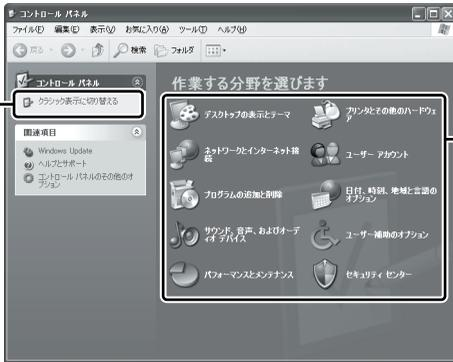 コントロール パネル
ファイル(F) 編集(E) 表示(V) お気に入り(A) ツール(T) ヘルプ(H)
戻る 検索 フォルダ
コントロール パネル
クラシック表示に切り替える
関連項目
Windows Update
ヘルプとサポート
コントロール パネルのその他のオ
プション
作業する分野を選びます
デスクトップの表示とテーマ
プリンタとその他のハードウェ
ア
ネットワークとインターネット接
続
ユーザー アカウント
プログラムの追加と削除
日付、時刻、地域と言語の
オプション
サウンド、音声、およびオーデ
ィオ デバイス
ユーザー補助のオプション
パフォーマンスとメンテナンス
セキュリティ センター